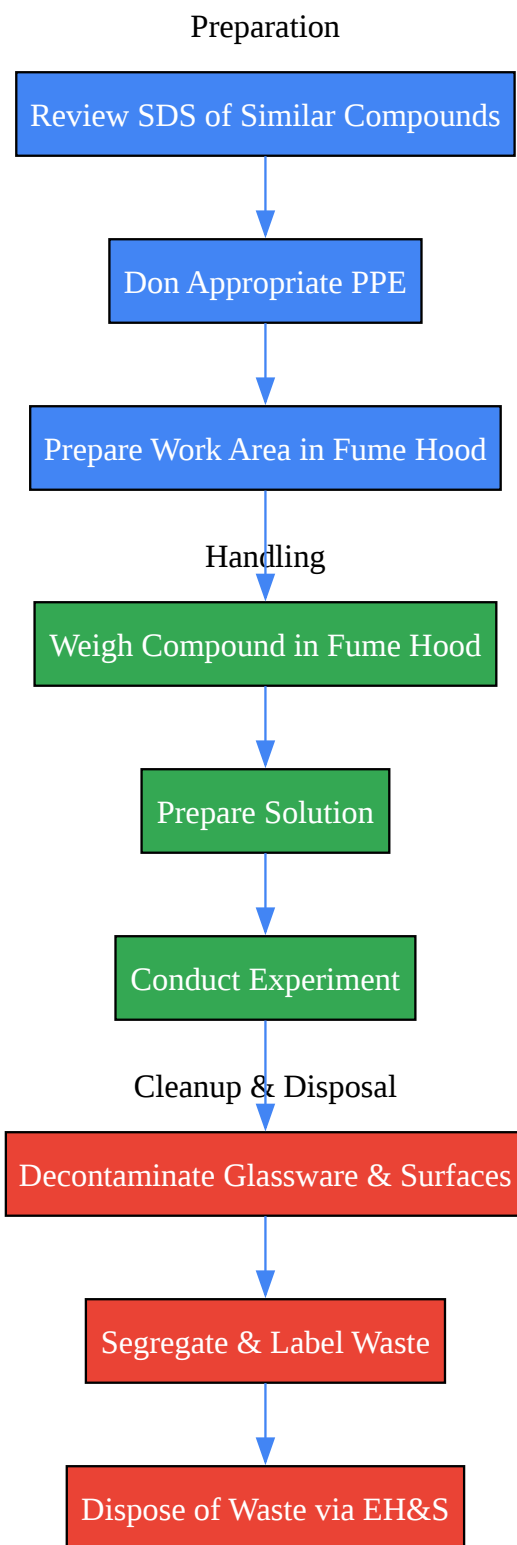 Preparation
Review SDS of Similar Compounds
Don Appropriate PPE
Prepare Work Area in Fume Hood
Handling
Weigh Compound in Fume Hood
Prepare Solution
Conduct Experiment
Cleanup & Disposal
Decontaminate Glassware & Surfaces
Segregate & Label Waste
Dispose of Waste via EH&S